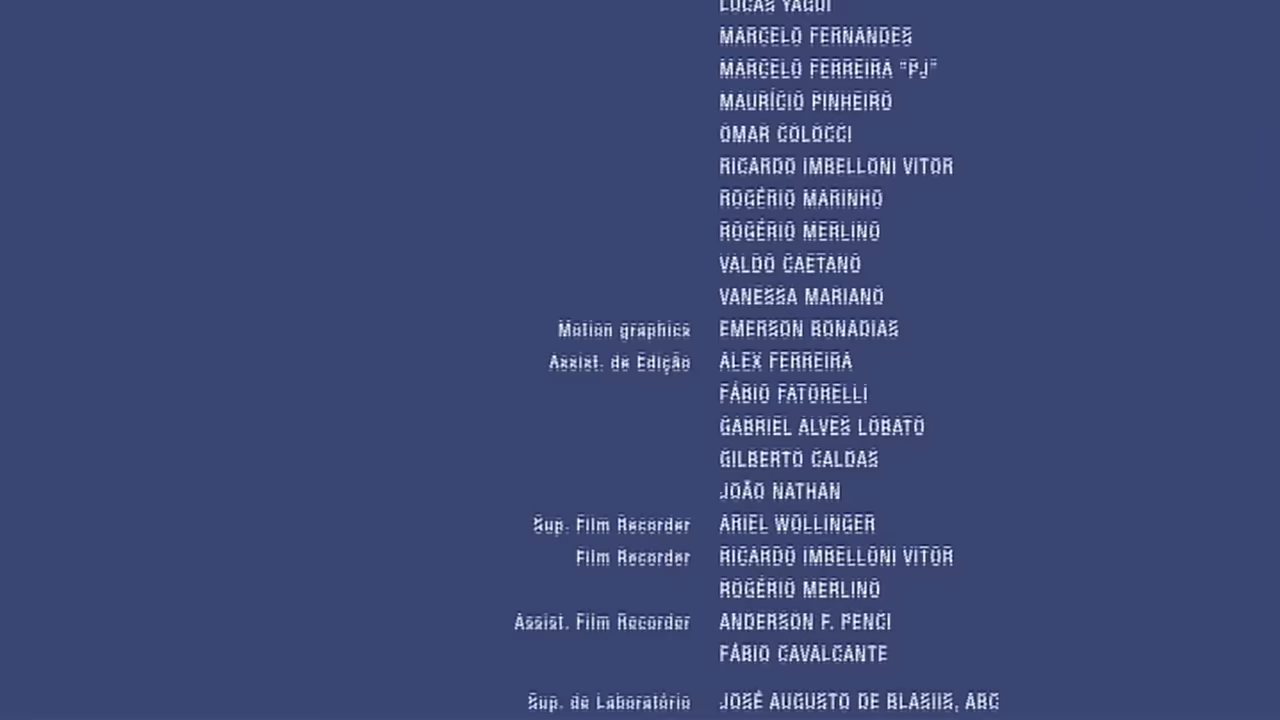 LUCAS YAGUI
MARCELO FERNANDES
MARCELO FERREIRA "PJ"
MAURÍCIO PINHEIRO
OMAR COLOCCI
RICARDO IMBELLONI VITOR
ROGÉRIO MARINHO
ROGÉRIO MERLINO
VALDO CAETANO
VANESSA MARIANO
Motion graphics EMERSON BONADIAS
Assist. de Edição ALEX FERREIRA
FÁBIO FATORELLI
GABRIEL ALVES LOBATO
GILBERTO CALDAS
JOÃO NATHAN
Sup. Film Recorder ARIEL WOLLINGER
Film Recorder RICARDO IMBELLONI VITOR
ROGÉRIO MERLINO
Assist. Film Recorder ANDERSON F. PENCI
FÁBIO CAVALCANTE
Sup. de Laboratório JOSÉ AUGUSTO DE BLASIIS, ABC